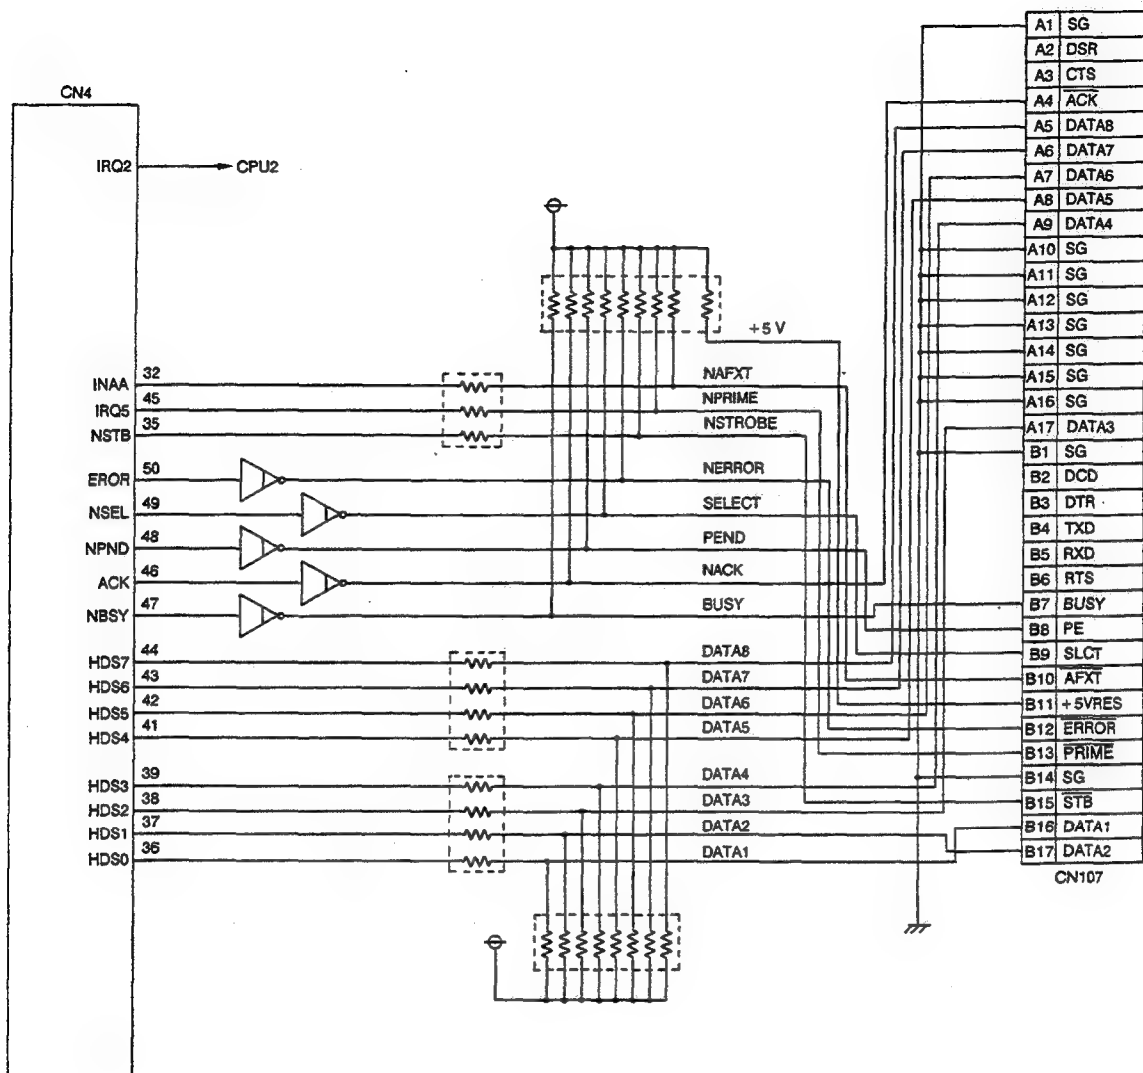 CN4
IRQ2 CPU2
INAA 32
IRQ5 45
NSTB 35
EROR 50
NSEL 49
NPND 48
ACK 46
NBSY 47
HDS7 44
HDS6 43
HDS5 42
HDS4 41
HDS3 39
HDS2 38
HDS1 37
HDS0 36
+5 V
NAFXT
NPRIME
NSTROBE
NERROR
SELECT
PEND
NACK
BUSY
DATA8
DATA7
DATA6
DATA5
DATA4
DATA3
DATA2
DATA1
A1 SG
A2 DSR
A3 CTS
A4 ACK
A5 DATA8
A6 DATA7
A7 DATA6
A8 DATA5
A9 DATA4
A10 SG
A11 SG
A12 SG
A13 SG
A14 SG
A15 SG
A16 SG
A17 DATA3
B1 SG
B2 DCD
B3 DTR
B4 TXD
B5 RXD
B6 RTS
B7 BUSY
B8 PE
B9 SLCT
B10 AFXT
B11 +5VRES
B12 ERROR
B13 PRIME
B14 SG
B15 STB
B16 DATA1
B17 DATA2
CN107